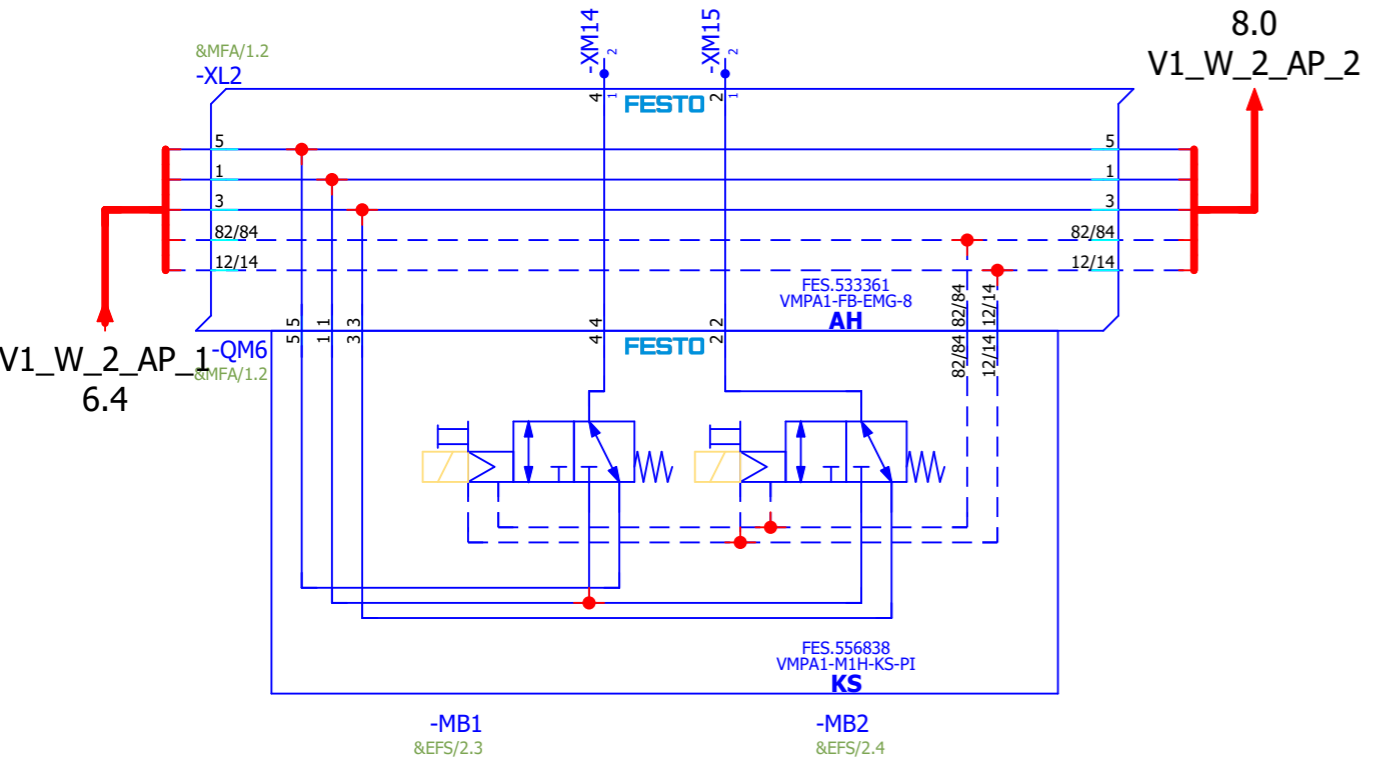 8.0
V1_W_2_AP_2
-XM14
2
-XM15
2
&MFA/1.2
-XL2
4
1
FESTO
2
1
5
5
1
1
3
3
82/84
82/84
12/14
12/14
FES.533361
VMPA1-FB-EMG-8
AH
5
1
3
4
2
82/84
12/14
V1_W_2_AP_1
6.4
-QM6
&MFA/1.2
5
1
3
4
FESTO
2
82/84
12/14
FES.556838
VMPA1-M1H-KS-PI
KS
-MB1
&EFS/2.3
-MB2
&EFS/2.4